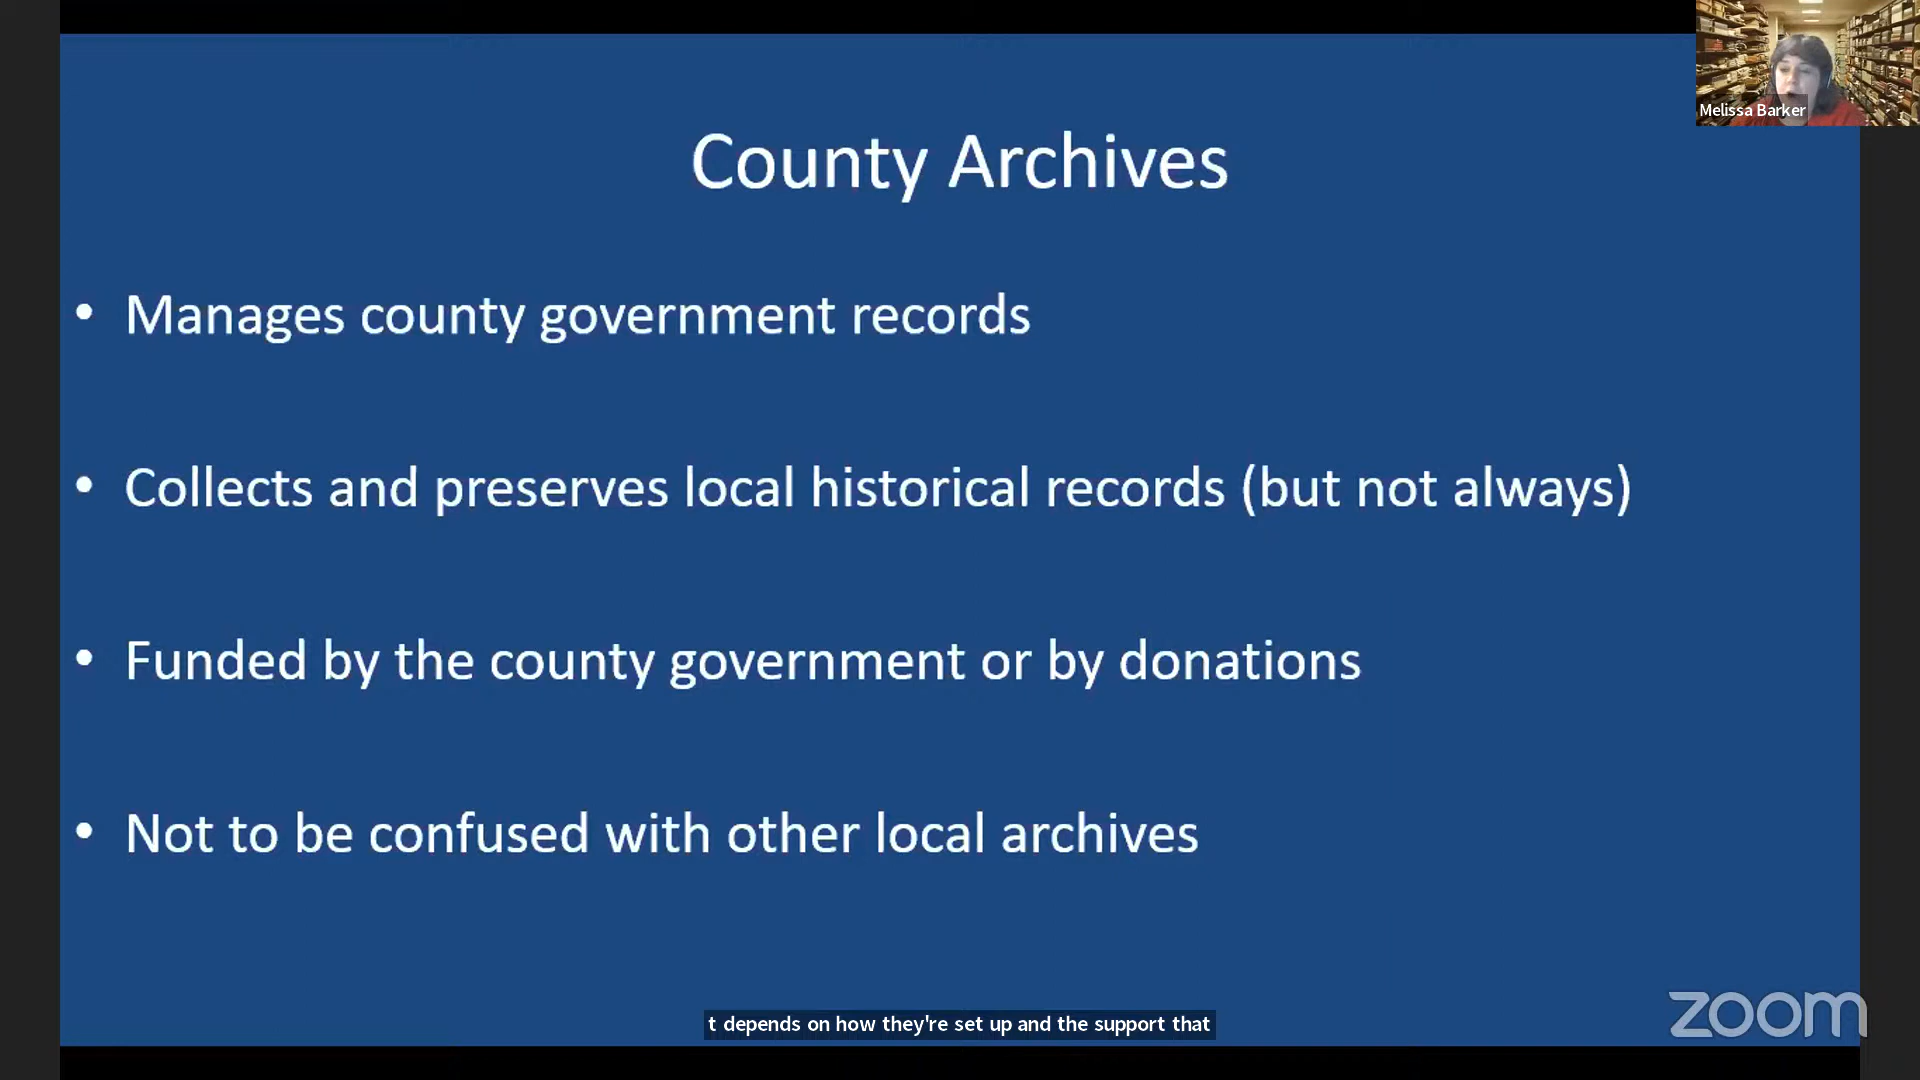 Melissa Barker
County Archives
• Manages county government records
• Collects and preserves local historical records (but not always)
• Funded by the county government or by donations
• Not to be confused with other local archives
t depends on how they're set up and the support that
zoom